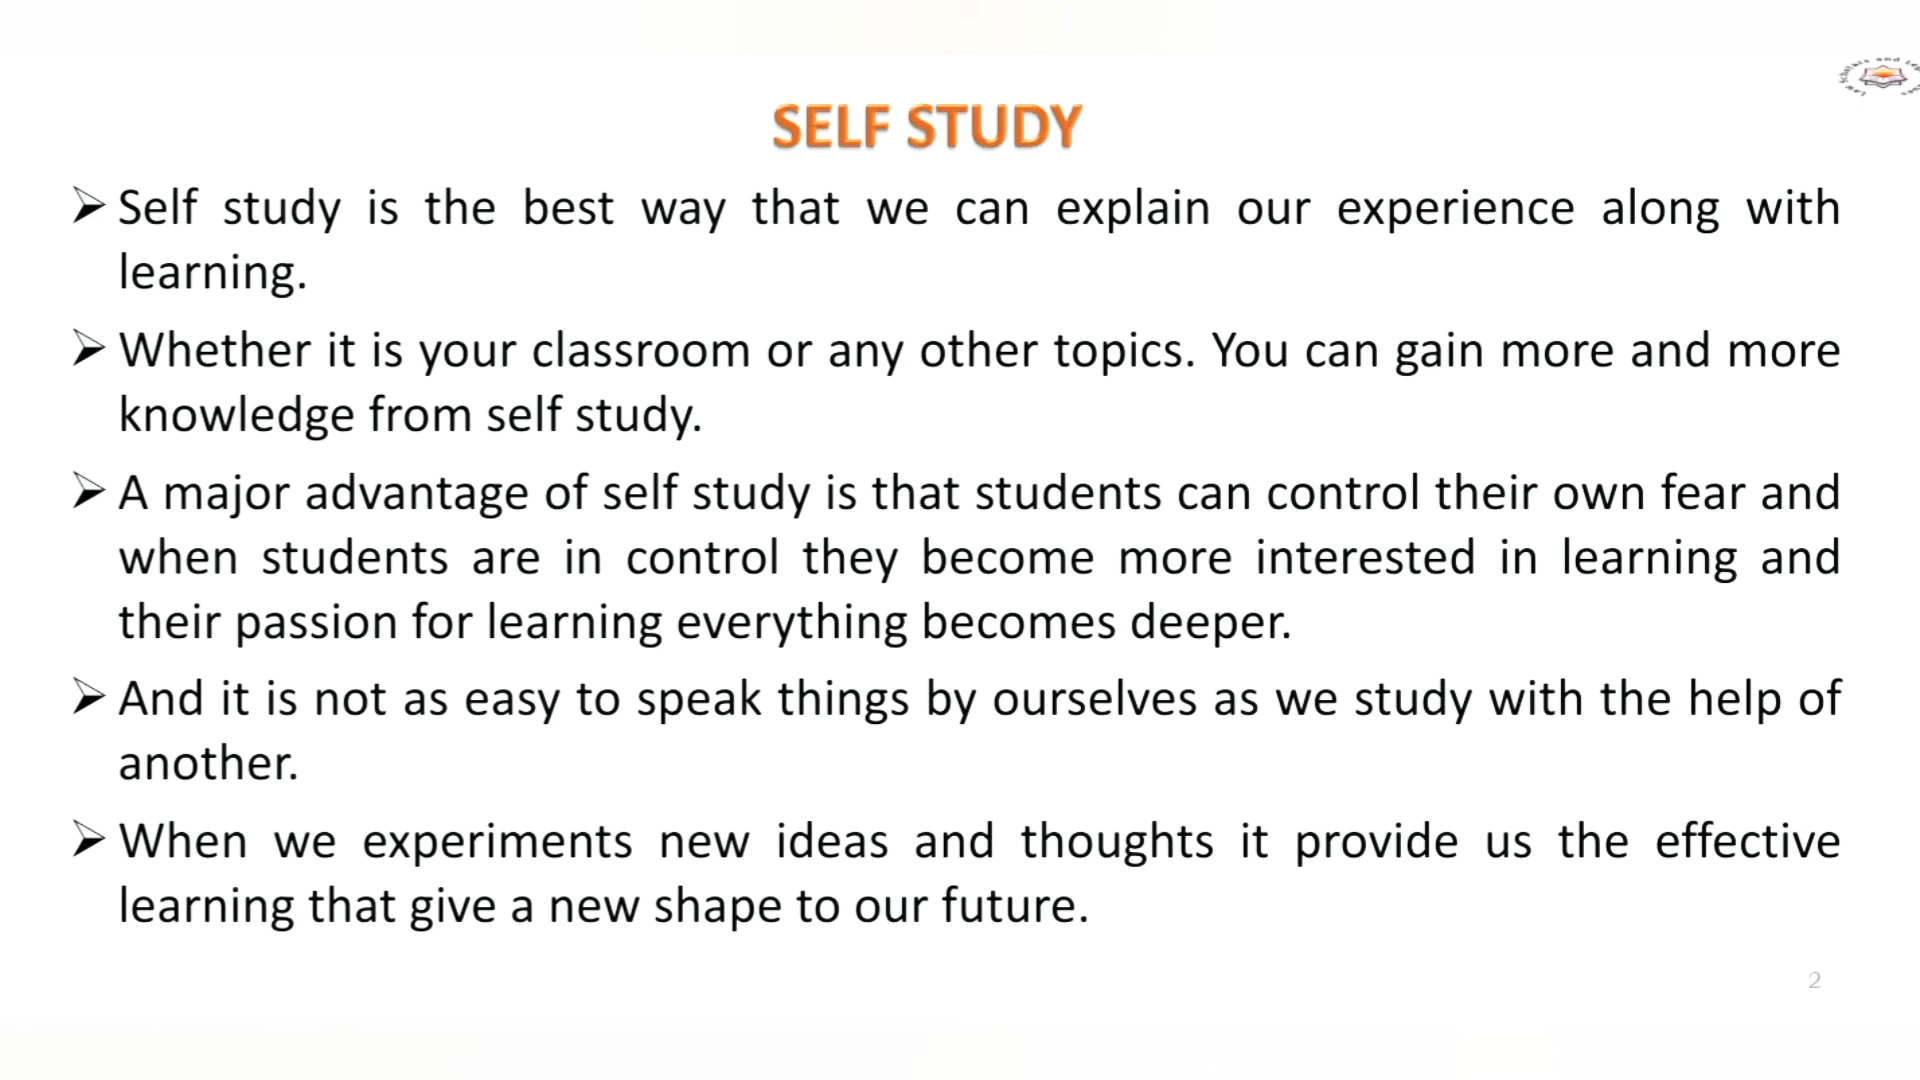 SELF STUDY
Self study is the best way that we can explain our experience along with
learning.
Whether it is your classroom or any other topics. You can gain more and more
knowledge from self study.
A major advantage of self study is that students can control their own fear and
when students are in control they become more interested in learning and
their passion for learning everything becomes deeper.
And it is not as easy to speak things by ourselves as we study with the help of
another.
When we experiments new ideas and thoughts it provide us the effective
learning that give a new shape to our future.
2